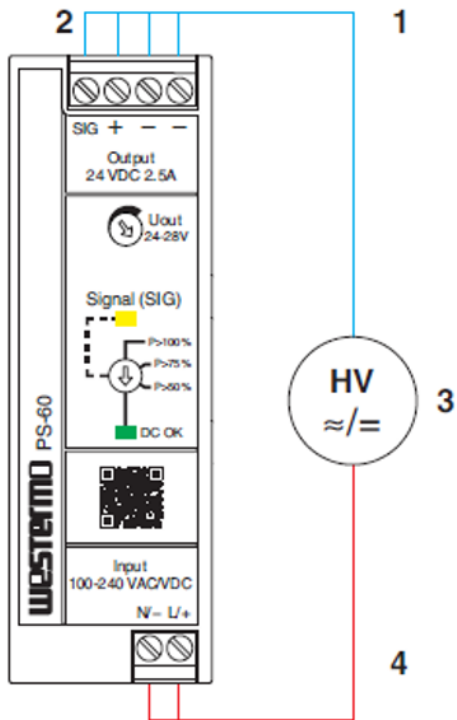 2
1
SIG + − −
Output
24 VDC 2.5A
Uout
24-28V
Signal (SIG)
P>100%
P>75%
P>50%
DC OK
HV
≈/=
3
PS-60
westermo
Input
100-240 VAC/VDC
N/− L/+
4